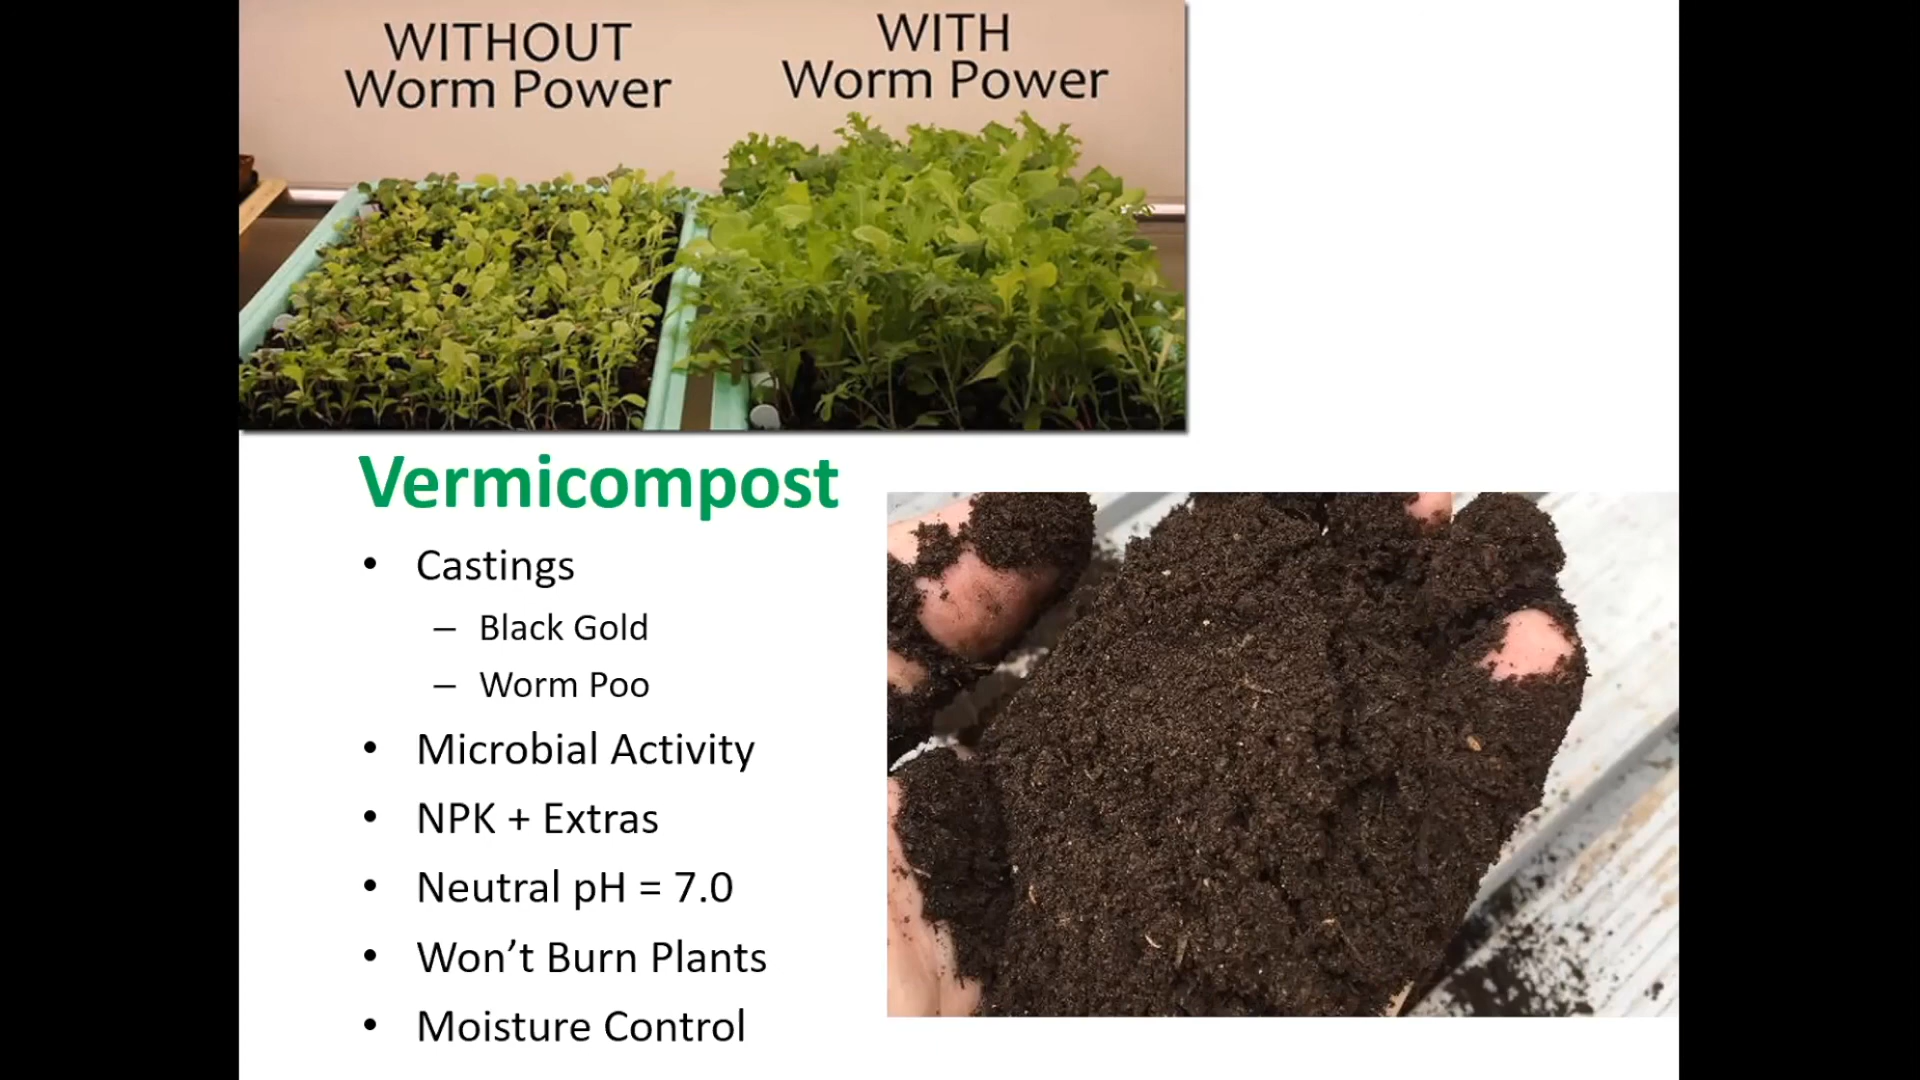 WITHOUT
Worm Power
WITH
Worm Power
Vermicompost
• Castings
– Black Gold
– Worm Poo
• Microbial Activity
• NPK + Extras
• Neutral pH = 7.0
• Won’t Burn Plants
• Moisture Control